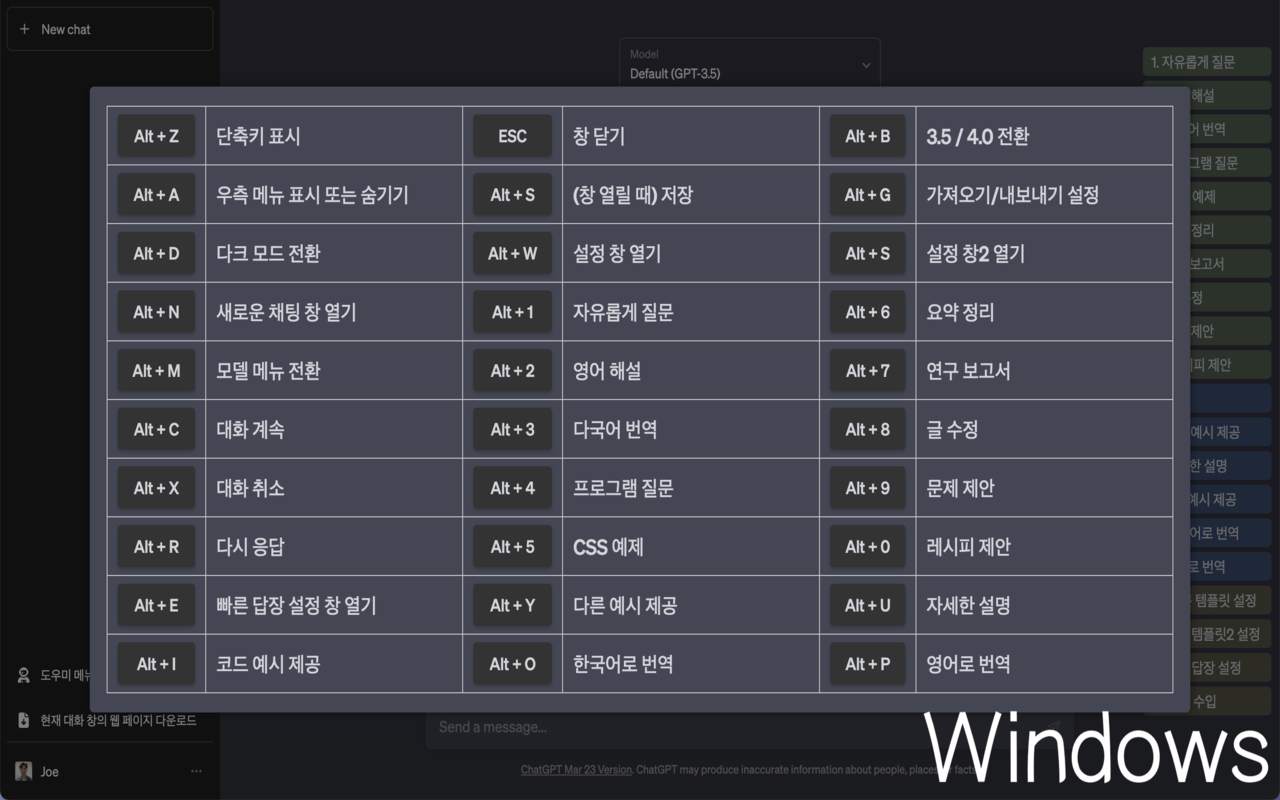 New chat
Model
Default (GPT-3.5)
1. 자유롭게 질문
해설
번역
그램 질문
예제
정리
보고서
정
제안
피 제안
예시 제공
한 설명
예시 제공
어로 번역
로 번역
템플릿 설정
템플릿2 설정
답장 설정
수입
Alt + Z 단축키 표시 ESC 창 닫기 Alt + B 3.5 / 4.0 전환
Alt + A 우측 메뉴 표시 또는 숨기기 Alt + S (창 열릴 때) 저장 Alt + G 가져오기/내보내기 설정
Alt + D 다크 모드 전환 Alt + W 설정 창 열기 Alt + S 설정 창2 열기
Alt + N 새로운 채팅 창 열기 Alt + 1 자유롭게 질문 Alt + 6 요약 정리
Alt + M 모델 메뉴 전환 Alt + 2 영어 해설 Alt + 7 연구 보고서
Alt + C 대화 계속 Alt + 3 다국어 번역 Alt + 8 글 수정
Alt + X 대화 취소 Alt + 4 프로그램 질문 Alt + 9 문제 제안
Alt + R 다시 응답 Alt + 5 CSS 예제 Alt + 0 레시피 제안
Alt + E 빠른 답장 설정 창 열기 Alt + Y 다른 예시 제공 Alt + U 자세한 설명
Alt + I 코드 예시 제공 Alt + O 한국어로 번역 Alt + P 영어로 번역
도우미 메뉴
현재 대화 창의 웹 페이지 다운로드
Joe
Send a message...
ChatGPT Mar 23 Version. ChatGPT may produce inaccurate information about people, places, or facts
Windows